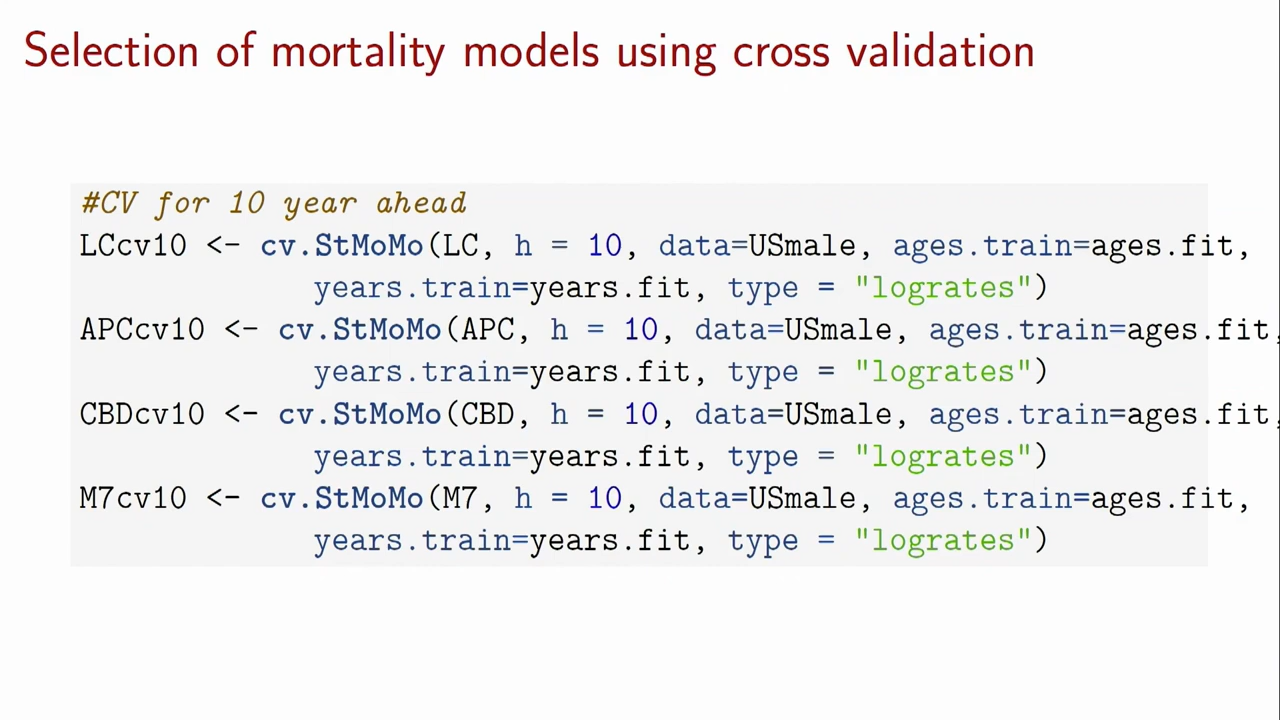 Selection of mortality models using cross validation
#CV for 10 year ahead
LCcv10 <- cv.StMoMo(LC, h = 10, data=USmale, ages.train=ages.fit,
years.train=years.fit, type = "logrates")
APCcv10 <- cv.StMoMo(APC, h = 10, data=USmale, ages.train=ages.fit,
years.train=years.fit, type = "logrates")
CBDcv10 <- cv.StMoMo(CBD, h = 10, data=USmale, ages.train=ages.fit,
years.train=years.fit, type = "logrates")
M7cv10 <- cv.StMoMo(M7, h = 10, data=USmale, ages.train=ages.fit,
years.train=years.fit, type = "logrates")